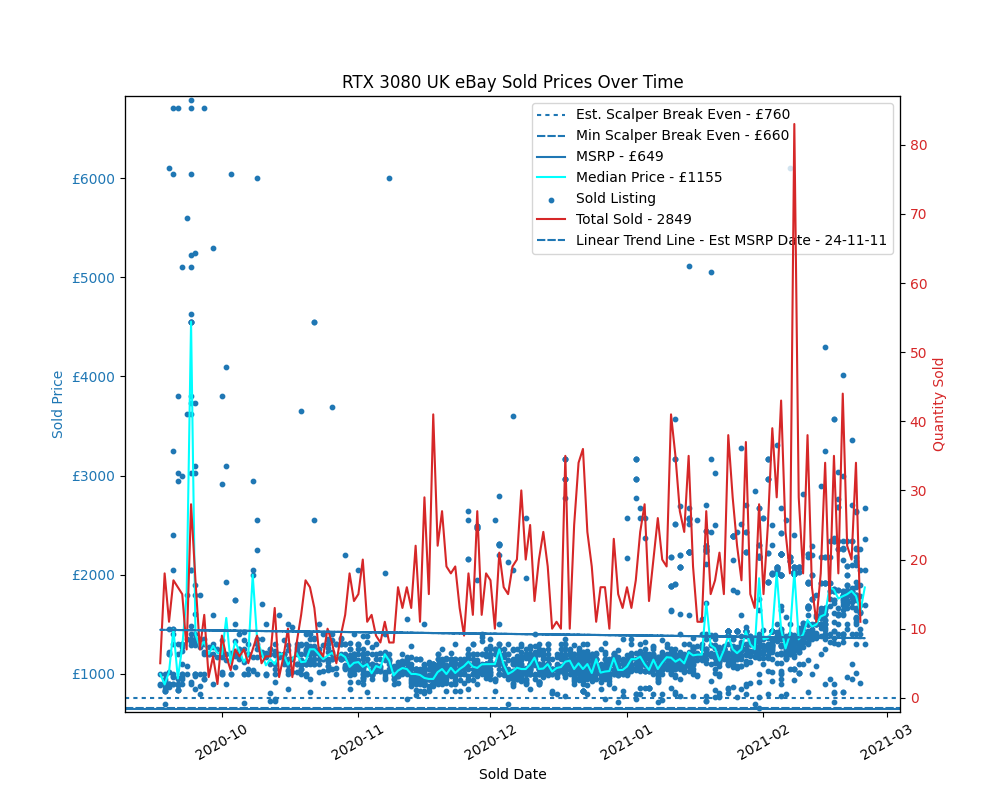 RTX 3080 UK eBay Sold Prices Over Time
Est. Scalper Break Even - £760
Min Scalper Break Even - £660
MSRP - £649
Median Price - £1155
Sold Listing
Total Sold - 2849
Linear Trend Line - Est MSRP Date - 24-11-11
£6000
£5000
£4000
£3000
£2000
£1000
Sold Price
80
70
60
50
40
30
20
10
0
Quantity Sold
2020-10
2020-11
2020-12
2021-01
2021-02
2021-03
Sold Date